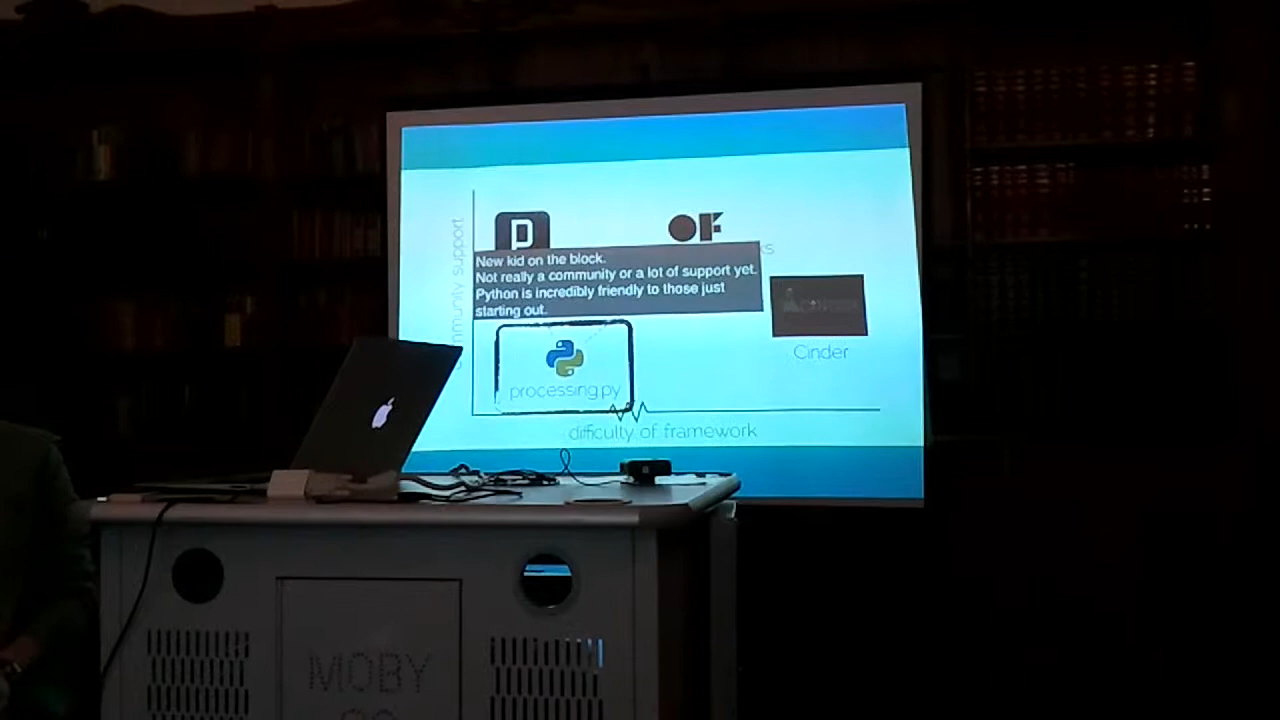 OF
New kid on the block.
Not really a community or a lot of support yet.
Python is incredibly friendly to those just
starting out.
support
Cinder
processing.py
difficulty of framework
MOBY